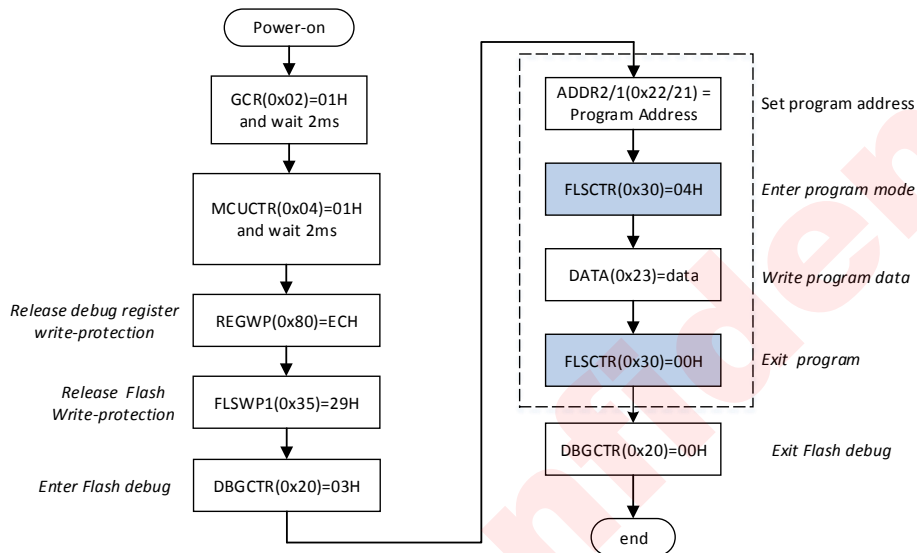 Power-on
GCR(0x02)=01H
and wait 2ms
MCUCTR(0x04)=01H
and wait 2ms
Release debug register
write-protection
REGWP(0x80)=ECH
Release Flash
Write-protection
FLSWP1(0x35)=29H
Enter Flash debug
DBGCTR(0x20)=03H
ADDR2/1(0x22/21) =
Program Address
Set program address
FLSCTR(0x30)=04H
Enter program mode
DATA(0x23)=data
Write program data
FLSCTR(0x30)=00H
Exit program
DBGCTR(0x20)=00H
Exit Flash debug
end